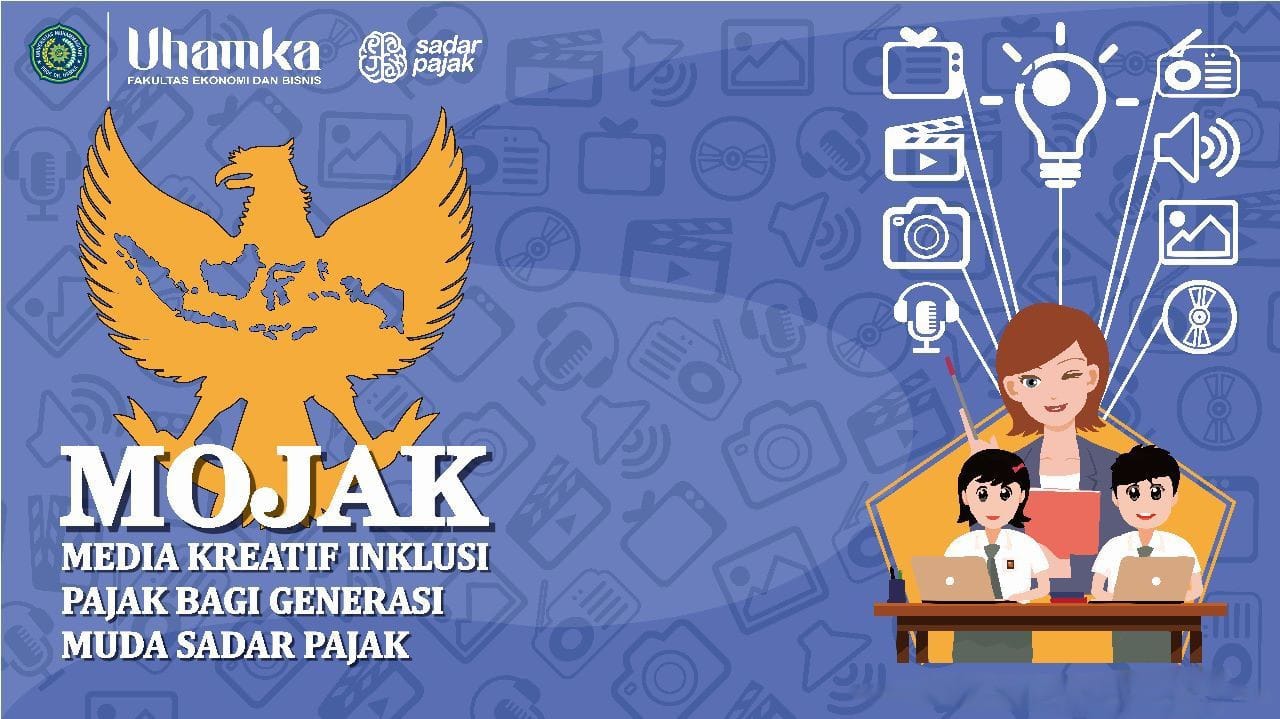 Uhamka
FAKULTAS EKONOMI DAN BISNIS
sadar
pajak
MOJAK
MEDIA KREATIF INKLUSI
PAJAK BAGI GENERASI
MUDA SADAR PAJAK